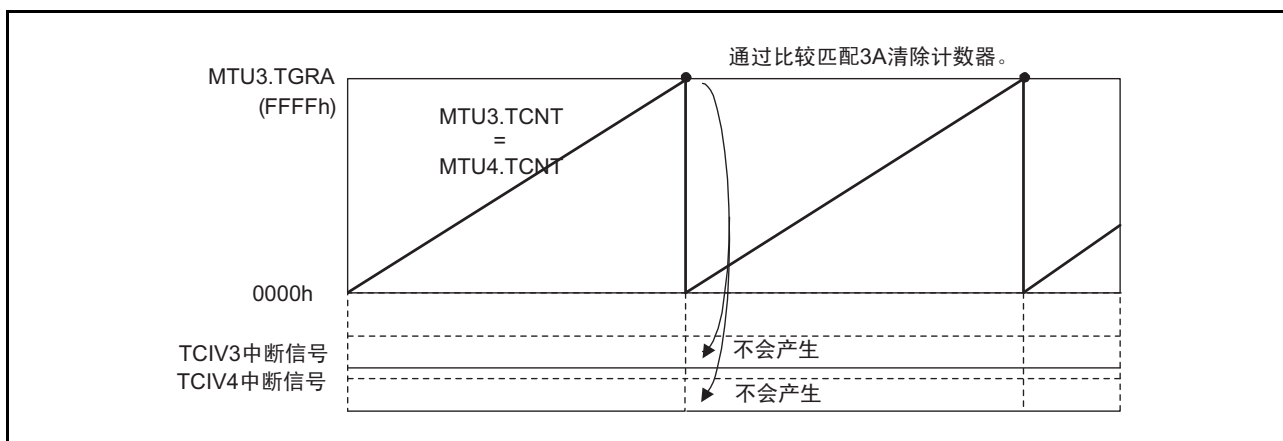 通过比较匹配3A清除计数器。
MTU3.TGRA
(FFFFh)
MTU3.TCNT
=
MTU4.TCNT
0000h
TCIV3中断信号
不会产生
TCIV4中断信号
不会产生